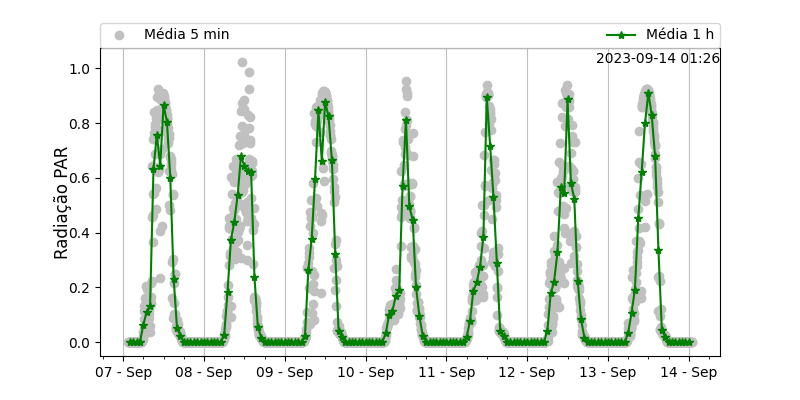 Média 5 min
Média 1 h
2023-09-14 01:26
Radiação PAR
1.0
0.8
0.6
0.4
0.2
0.0
07 - Sep
08 - Sep
09 - Sep
10 - Sep
11 - Sep
12 - Sep
13 - Sep
14 - Sep